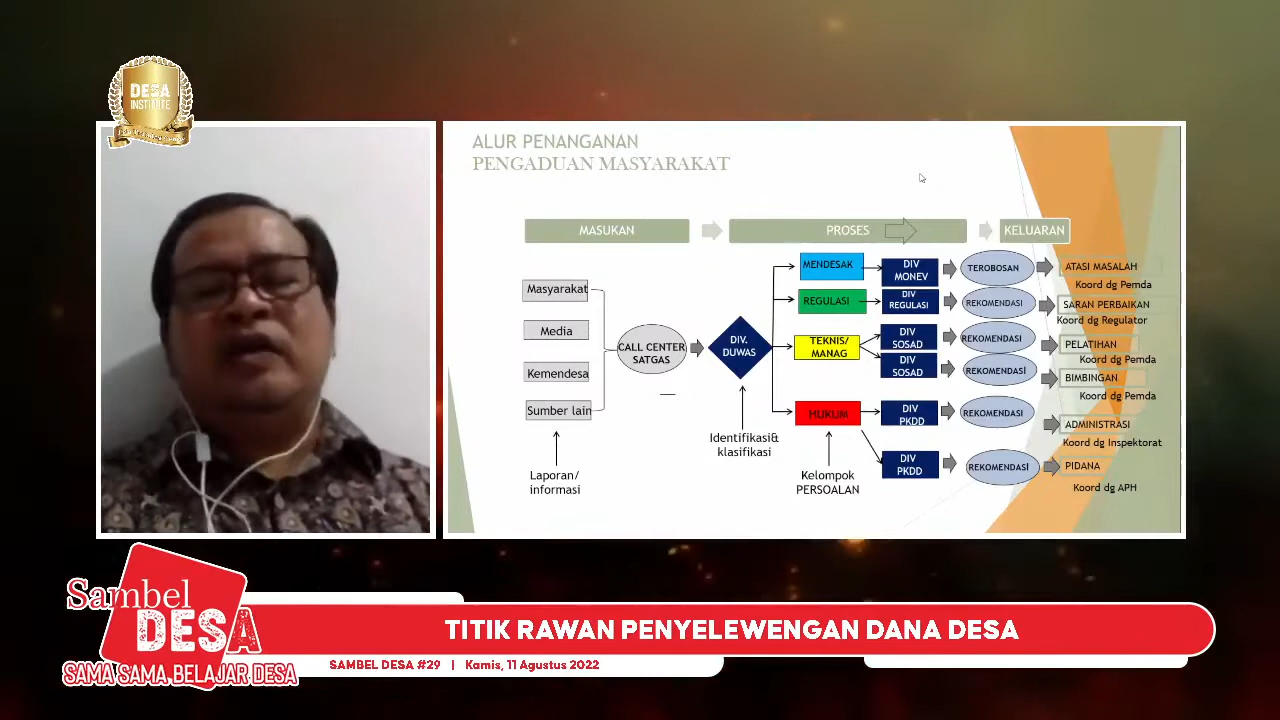 DESA
INSTITUTE
ALUR PENANGANAN
PENGADUAN MASYARAKAT
MASUKAN
PROSES
KELUARAN
Masyarakat
Media
Kemendesa
Sumber lain
Laporan/
informasi
CALL CENTER
SATGAS
DIV.
DUWAS
Identifikasi&
klasifikasi
MENDESAK
REGULASI
TEKNIS/
MANAG
HUKUM
Kelompok
PERSOALAN
DIV
MONEV
DIV
REGULASI
DIV
SOSAD
DIV
SOSAD
DIV
PKDD
DIV
PKDD
TEROBOSAN
REKOMENDASI
REKOMENDASI
REKOMENDASI
REKOMENDASI
REKOMENDASI
ATASI MASALAH
Koord dg Pemda
SARAN PERBAIKAN
Koord dg Regulator
PELATIHAN
Koord dg Pemda
BIMBINGAN
Koord dg Pemda
ADMINISTRASI
Koord dg Inspektorat
PIDANA
Koord dg APH
Sambel
DESA
SAMA SAMA BELAJAR DESA
TITIK RAWAN PENYELEWENGAN DANA DESA
SAMBEL DESA #29 | Kamis, 11 Agustus 2022